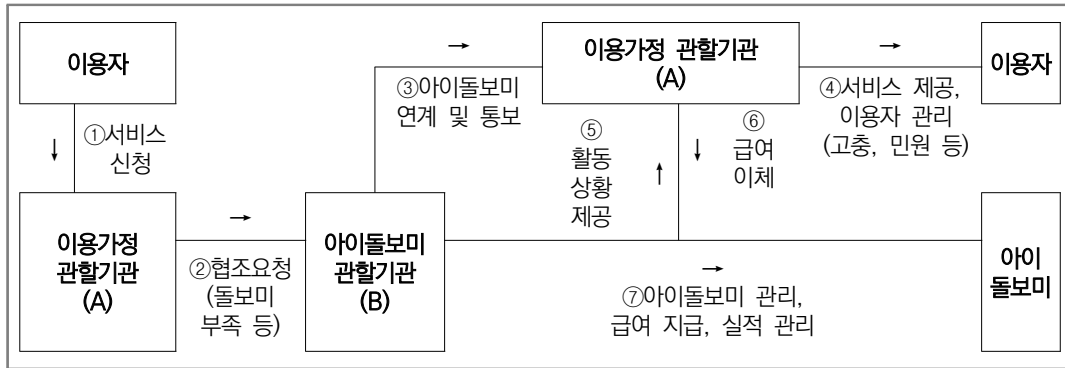 이용자
→
이용가정 관할기관
(A)
→
이용자
↓
①서비스
신청
③아이돌보미
연계 및 통보
⑤
활동
상황
제공
↑
↓
⑥
급여
이체
④서비스 제공,
이용자 관리
(고충, 민원 등)
이용가정
관할기관
(A)
→
②협조요청
(돌보미
부족 등)
아이돌보미
관할기관
(B)
→
⑦아이돌보미 관리,
급여 지급, 실적 관리
아이
돌보미